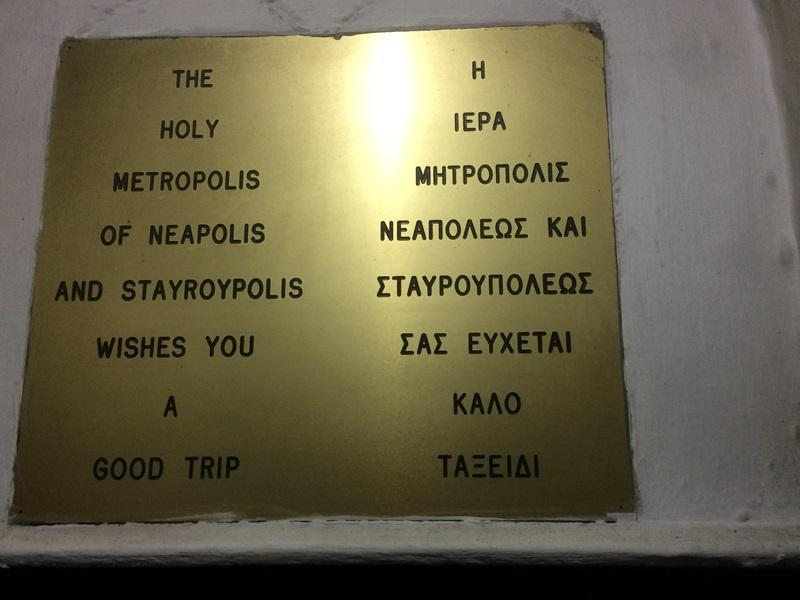 THE
HOLY
METROPOLIS
OF NEAPOLIS
AND STAYROYPOLIS
WISHES YOU
A
GOOD TRIP
Η
ΙΕΡΑ
ΜΗΤΡΟΠΟΛΙΣ
ΝΕΑΠΟΛΕΩΣ ΚΑΙ
ΣΤΑΥΡΟΥΠΟΛΕΩΣ
ΣΑΣ ΕΥΧΕΤΑΙ
ΚΑΛΟ
ΤΑΞΕΙΔΙ